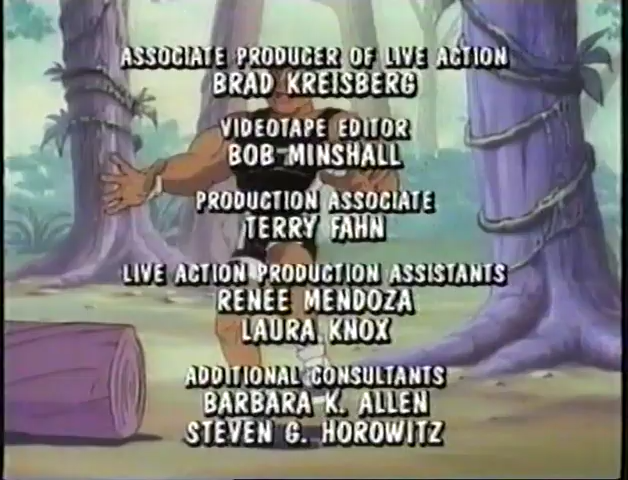 ASSOCIATE PRODUCER OF LIVE ACTION
BRAD KREISBERG
VIDEOTAPE EDITOR
BOB MINSHALL
PRODUCTION ASSOCIATE
TERRY FAHN
LIVE ACTION PRODUCTION ASSISTANTS
RENEE MENDOZA
LAURA KNOX
ADDITIONAL CONSULTANTS
BARBARA K. ALLEN
STEVEN G. HOROWITZ